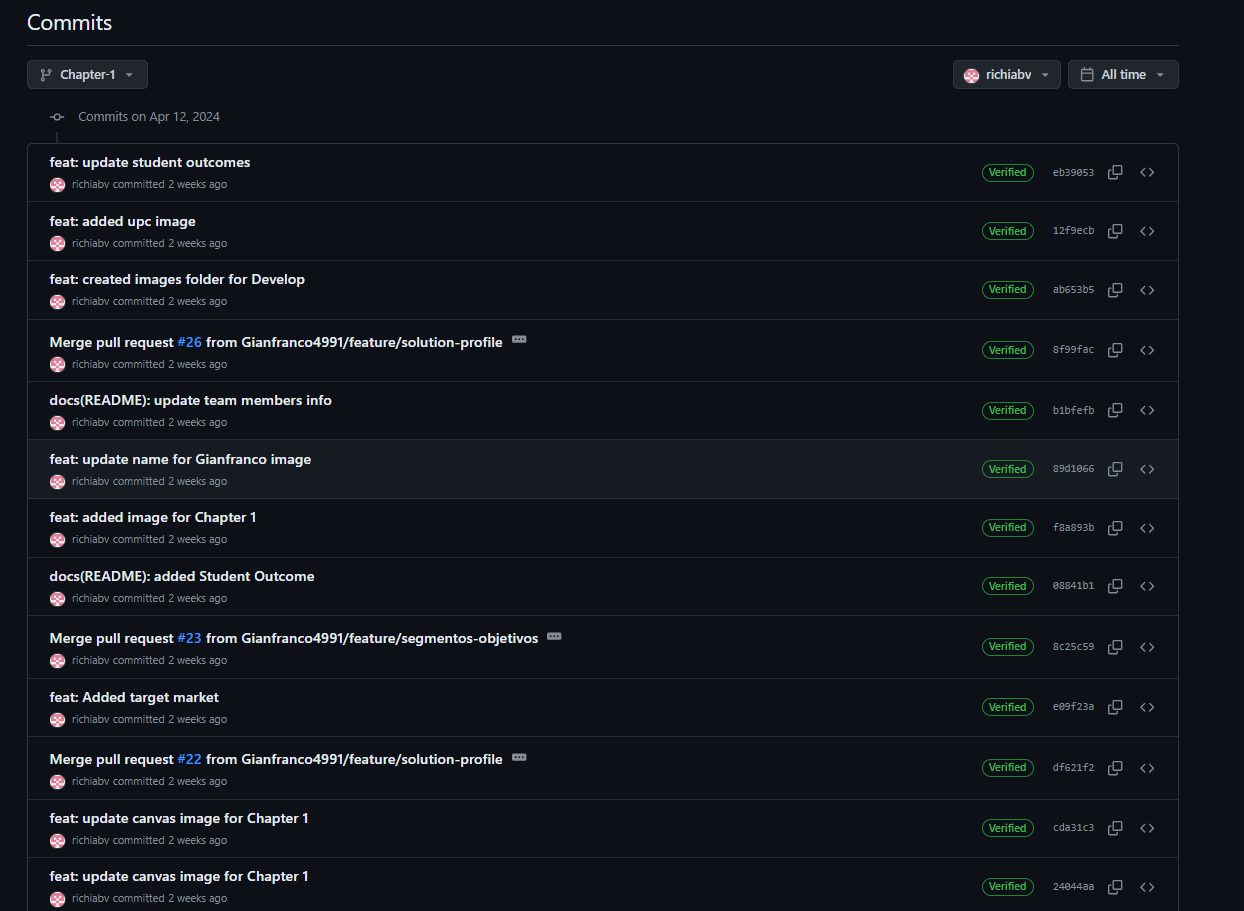 Commits
Chapter-1
richiabv
All time
Commits on Apr 12, 2024
feat: update student outcomes
richiabv committed 2 weeks ago
Verified
eb39053
feat: added upc image
richiabv committed 2 weeks ago
Verified
12f9ecb
feat: created images folder for Develop
richiabv committed 2 weeks ago
Verified
ab653b5
Merge pull request #26 from Gianfranco4991/feature/solution-profile
richiabv committed 2 weeks ago
Verified
8f99fac
docs(README): update team members info
richiabv committed 2 weeks ago
Verified
b1bfefb
feat: update name for Gianfranco image
richiabv committed 2 weeks ago
Verified
89d1066
feat: added image for Chapter 1
richiabv committed 2 weeks ago
Verified
f8a893b
docs(README): added Student Outcome
richiabv committed 2 weeks ago
Verified
08841b1
Merge pull request #23 from Gianfranco4991/feature/segmentos-objetivos
richiabv committed 2 weeks ago
Verified
8c25c59
feat: Added target market
richiabv committed 2 weeks ago
Verified
e09f23a
Merge pull request #22 from Gianfranco4991/feature/solution-profile
richiabv committed 2 weeks ago
Verified
df621f2
feat: update canvas image for Chapter 1
richiabv committed 2 weeks ago
Verified
cda31c3
feat: update canvas image for Chapter 1
richiabv committed 2 weeks ago
Verified
24044aa